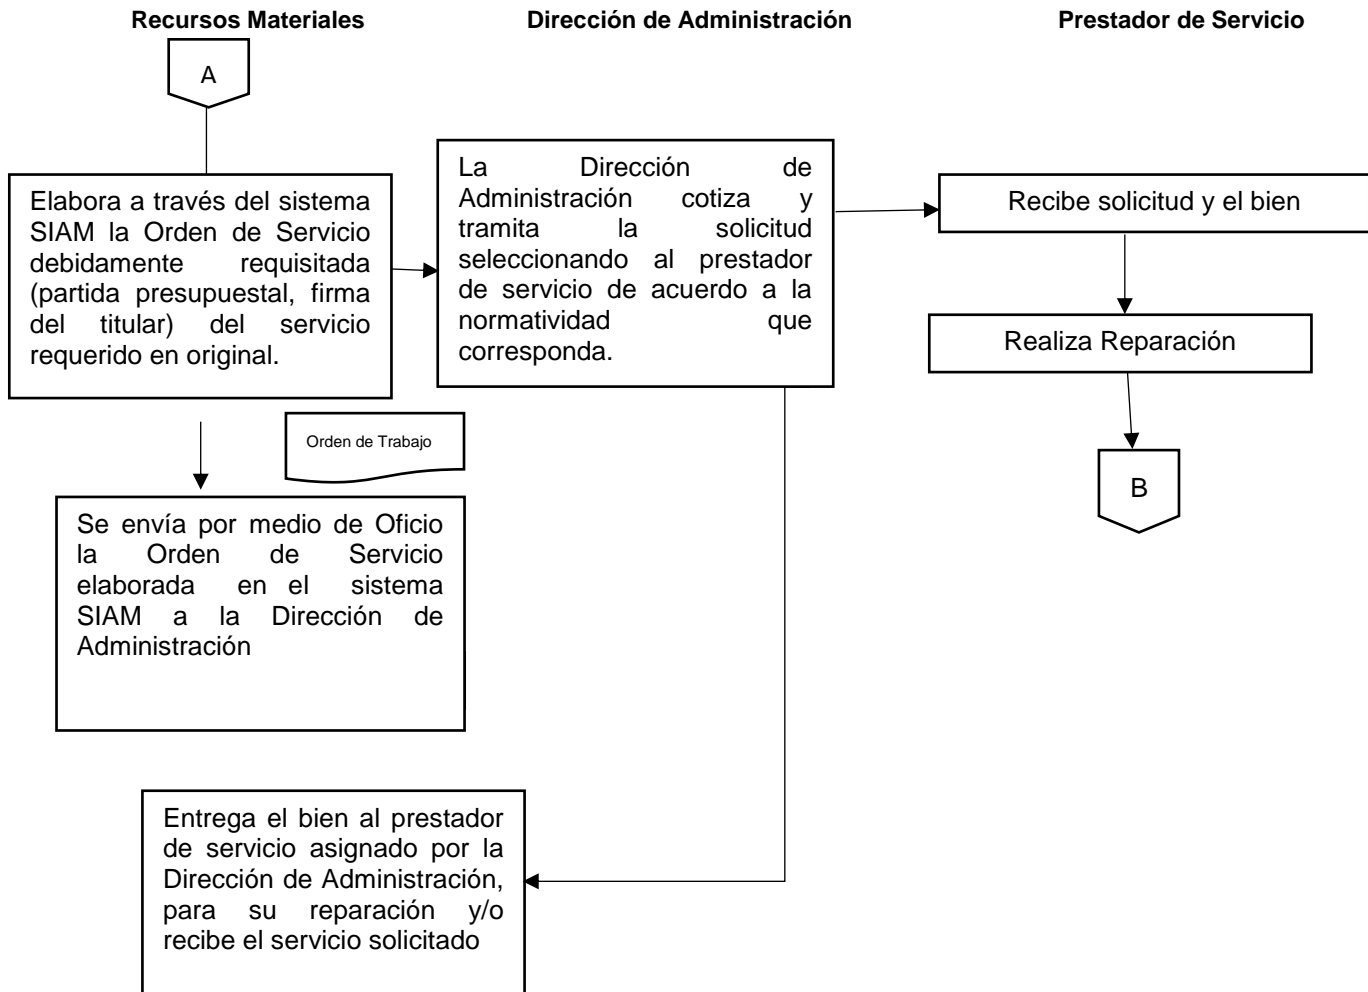 Recursos Materiales
Dirección de Administración
Prestador de Servicio
A
Elabora a través del sistema
SIAM la Orden de Servicio
debidamente requisitada
(partida presupuestal, firma
del titular) del servicio
requerido en original.
La Dirección de
Administración cotiza y
tramita la solicitud
seleccionando al prestador
de servicio de acuerdo a la
normatividad que
corresponda.
Recibe solicitud y el bien
Realiza Reparación
B
Orden de Trabajo
Se envía por medio de Oficio
la Orden de Servicio
elaborada en el sistema
SIAM a la Dirección de
Administración
Entrega el bien al prestador
de servicio asignado por la
Dirección de Administración,
para su reparación y/o
recibe el servicio solicitado